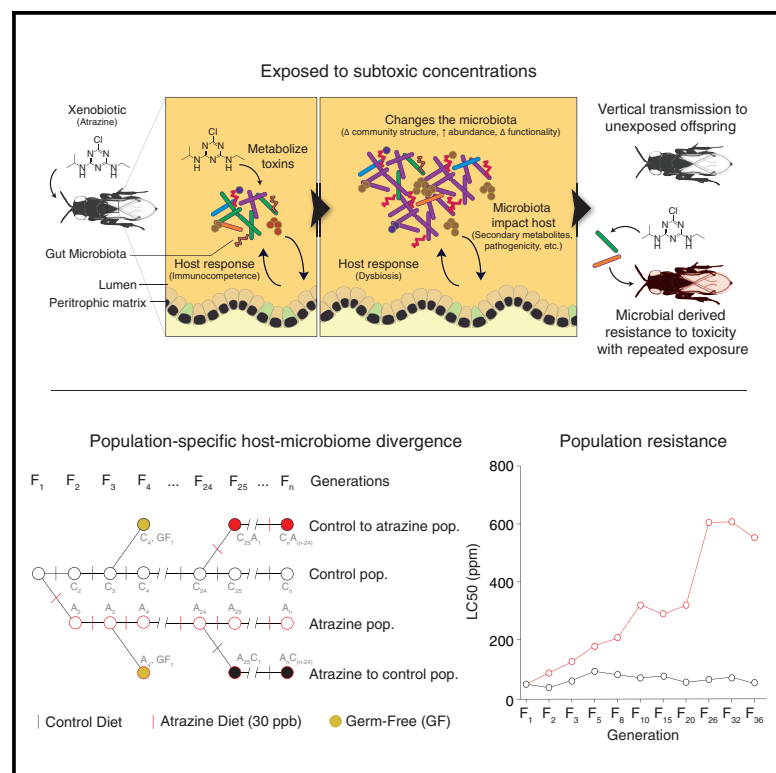 Exposed to subtoxic concentrations
Xenobiotic
(Atrazine)
Cl
N
N
N
N
H
N
H
Gut Microbiota
Lumen
Peritrophic matrix
Cl
N
N
N
N
H
N
H
Metabolize
toxins
Host response
(Immunocompetence)
Changes the microbiota
(Δ community structure, ↑ abundance, Δ functionality)
Microbiota
impact host
(Secondary metabolites,
pathogenicity, etc.)
Host response
(Dysbiosis)
Vertical transmission to
unexposed offspring
Cl
N
N
N
N
H
N
H
Microbial derived
resistance to toxicity
with repeated exposure
Population-specific host-microbiome divergence
F1 F2 F3 F4 ... F24 F25 ... Fn Generations
Control to atrazine pop.
C4, GF1 C25A1 CnA(n-24)
Control pop.
C2 C3 C4 C24 C25 Cn
A2 A3 A4 A24 A25 An
Atrazine pop.
Atrazine to control pop.
A4, GF1 A25C1 AnC(n-24)
Control Diet
Atrazine Diet (30 ppb)
Germ-Free (GF)
Population resistance
LC50 (ppm)
800
600
400
200
0
F1 F2 F3 F5 F8 F10 F15 F20 F26 F32 F36
Generation